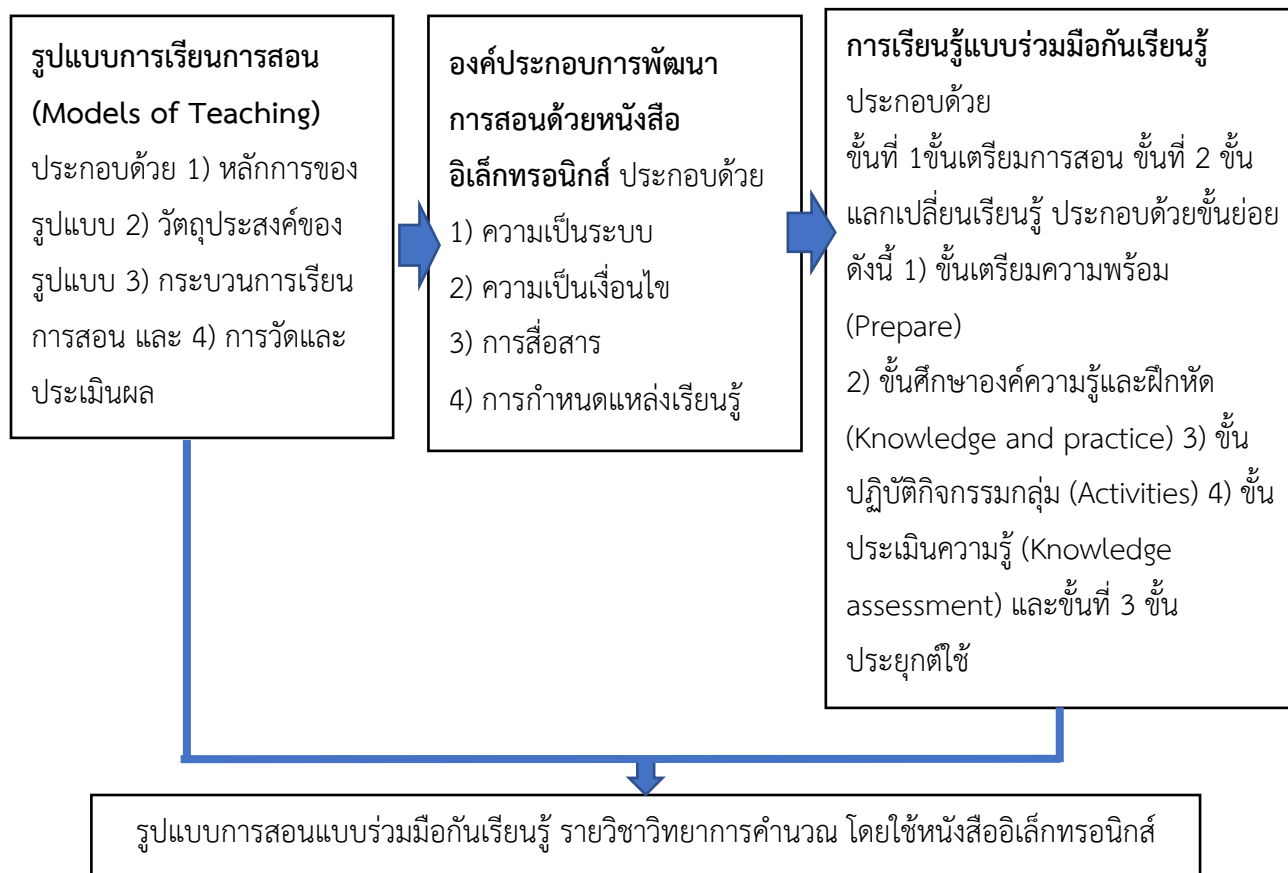 รูปแบบการเรียนการสอน
(Models of Teaching)
ประกอบด้วย 1) หลักการของ
รูปแบบ 2) วัตถุประสงค์ของ
รูปแบบ 3) กระบวนการเรียน
การสอน และ 4) การวัดและ
ประเมินผล
องค์ประกอบการพัฒนา
การสอนด้วยหนังสือ
อิเล็กทรอนิกส์ ประกอบด้วย
1) ความเป็นระบบ
2) ความเป็นเงื่อนไข
3) การสื่อสาร
4) การกำหนดแหล่งเรียนรู้
การเรียนรู้แบบร่วมมือกันเรียนรู้
ประกอบด้วย
ขั้นที่ 1ขั้นเตรียมการสอน ขั้นที่ 2 ขั้น
แลกเปลี่ยนเรียนรู้ ประกอบด้วยขั้นย่อย
ดังนี้ 1) ขั้นเตรียมความพร้อม
(Prepare)
2) ขั้นศึกษาองค์ความรู้และฝึกหัด
(Knowledge and practice) 3) ขั้น
ปฏิบัติกิจกรรมกลุ่ม (Activities) 4) ขั้น
ประเมินความรู้ (Knowledge
assessment) และขั้นที่ 3 ขั้น
ประยุกต์ใช้
รูปแบบการสอนแบบร่วมมือกันเรียนรู้ รายวิชาวิทยาการคำนวณ โดยใช้หนังสืออิเล็กทรอนิกส์